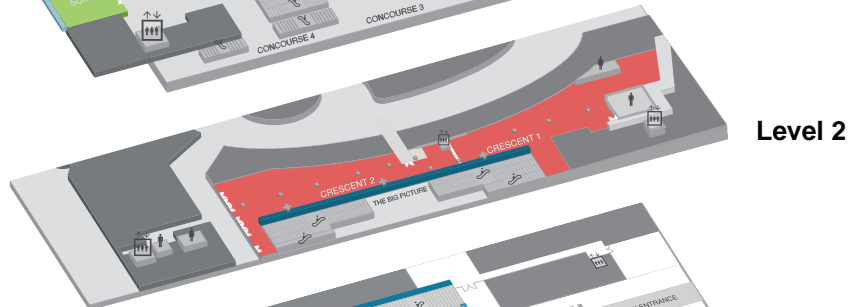 CONCOURSE 3
CONCOURSE 4
Level 2
CRESCENT 1
CRESCENT 2
THE BIG PICTURE
ENTRANCE